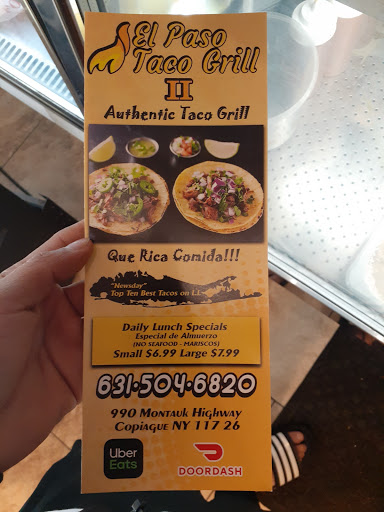 El Paso
Taco Grill
II
Authentic Taco Grill
Que Rica Comida!!!
"Newsday"
Top Ten Best Tacos on L.I.
Daily Lunch Specials
Especial de Almuerzo
(NO SEAFOOD - MARISCOS)
Small $6.99 Large $7.99
631•504•6820
990 Montauk Highway
Copiague NY 117 26
Uber
Eats
DOORDASH